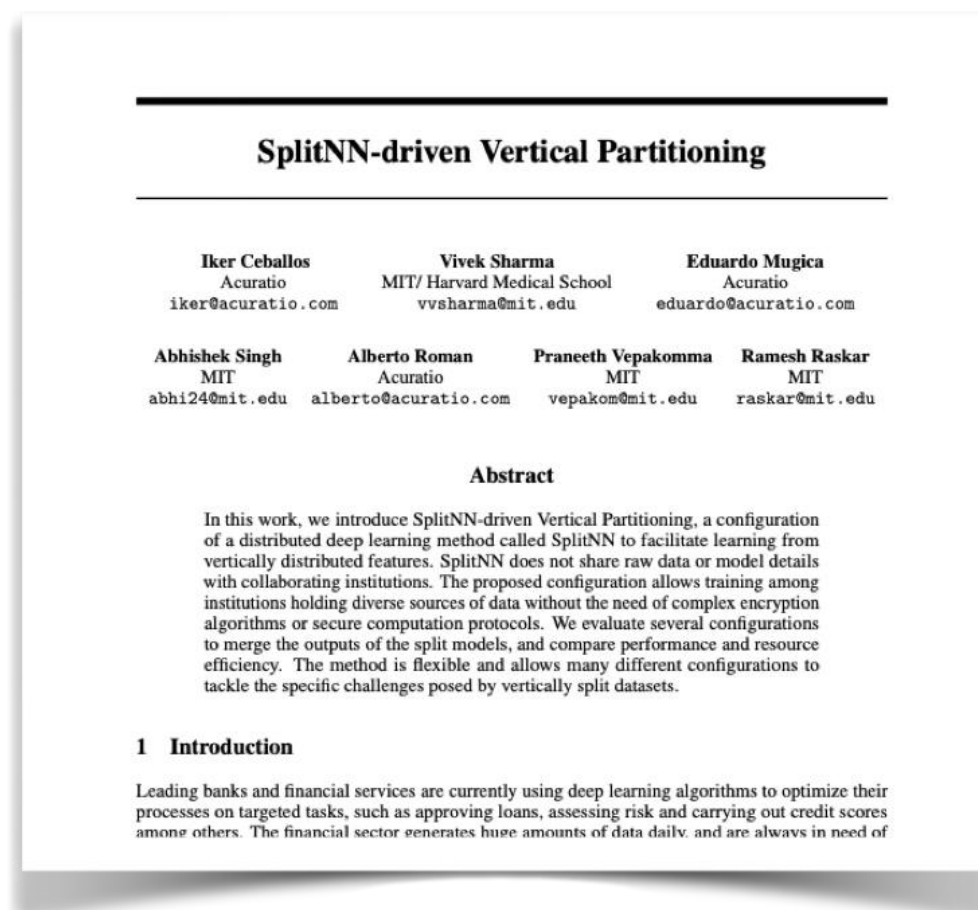 SplitNN-driven Vertical Partitioning
Iker Ceballos Vivek Sharma Eduardo Mugica
Acuratio MIT/ Harvard Medical School Acuratio
iker@acuratio.com vvsharma@mit.edu eduardo@acuratio.com
Abhishek Singh Alberto Roman Praneeth Vepakomma Ramesh Raskar
MIT Acuratio MIT MIT
abhi24@mit.edu alberto@acuratio.com vepakom@mit.edu raskar@mit.edu
Abstract
In this work, we introduce SplitNN-driven Vertical Partitioning, a configuration
of a distributed deep learning method called SplitNN to facilitate learning from
vertically distributed features. SplitNN does not share raw data or model details
with collaborating institutions. The proposed configuration allows training among
institutions holding diverse sources of data without the need of complex encryption
algorithms or secure computation protocols. We evaluate several configurations
to merge the outputs of the split models, and compare performance and resource
efficiency. The method is flexible and allows many different configurations to
tackle the specific challenges posed by vertically split datasets.
1 Introduction
Leading banks and financial services are currently using deep learning algorithms to optimize their
processes on targeted tasks, such as approving loans, assessing risk and carrying out credit scores
among others. The financial sector generates huge amounts of data daily, and are always in need of